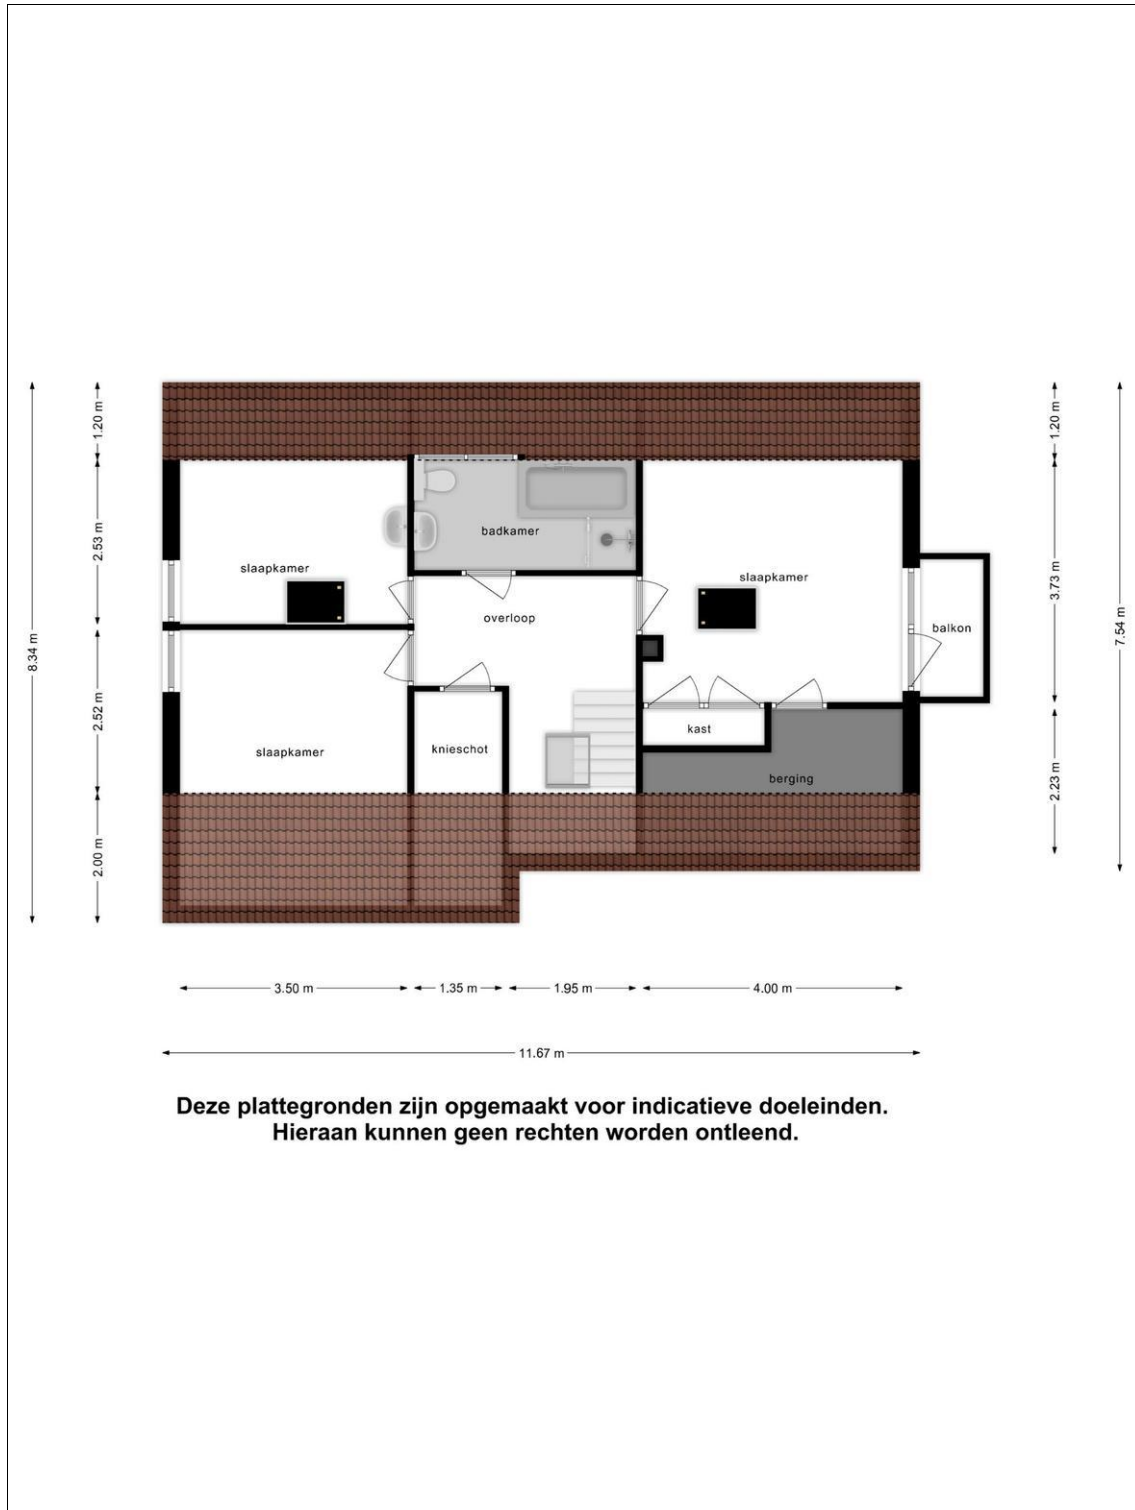 1.20 m
1.20 m
2.53 m
badkamer
slaapkamer
slaapkamer
3.73 m
overloop
balkon
8.34 m
7.54 m
2.52 m
kast
knieschot
slaapkamer
berging
2.23 m
2.00 m
3.50 m
1.35 m
1.95 m
4.00 m
11.67 m
Deze plattegronden zijn opgemaakt voor indicatieve doeleinden.
Hieraan kunnen geen rechten worden ontleend.